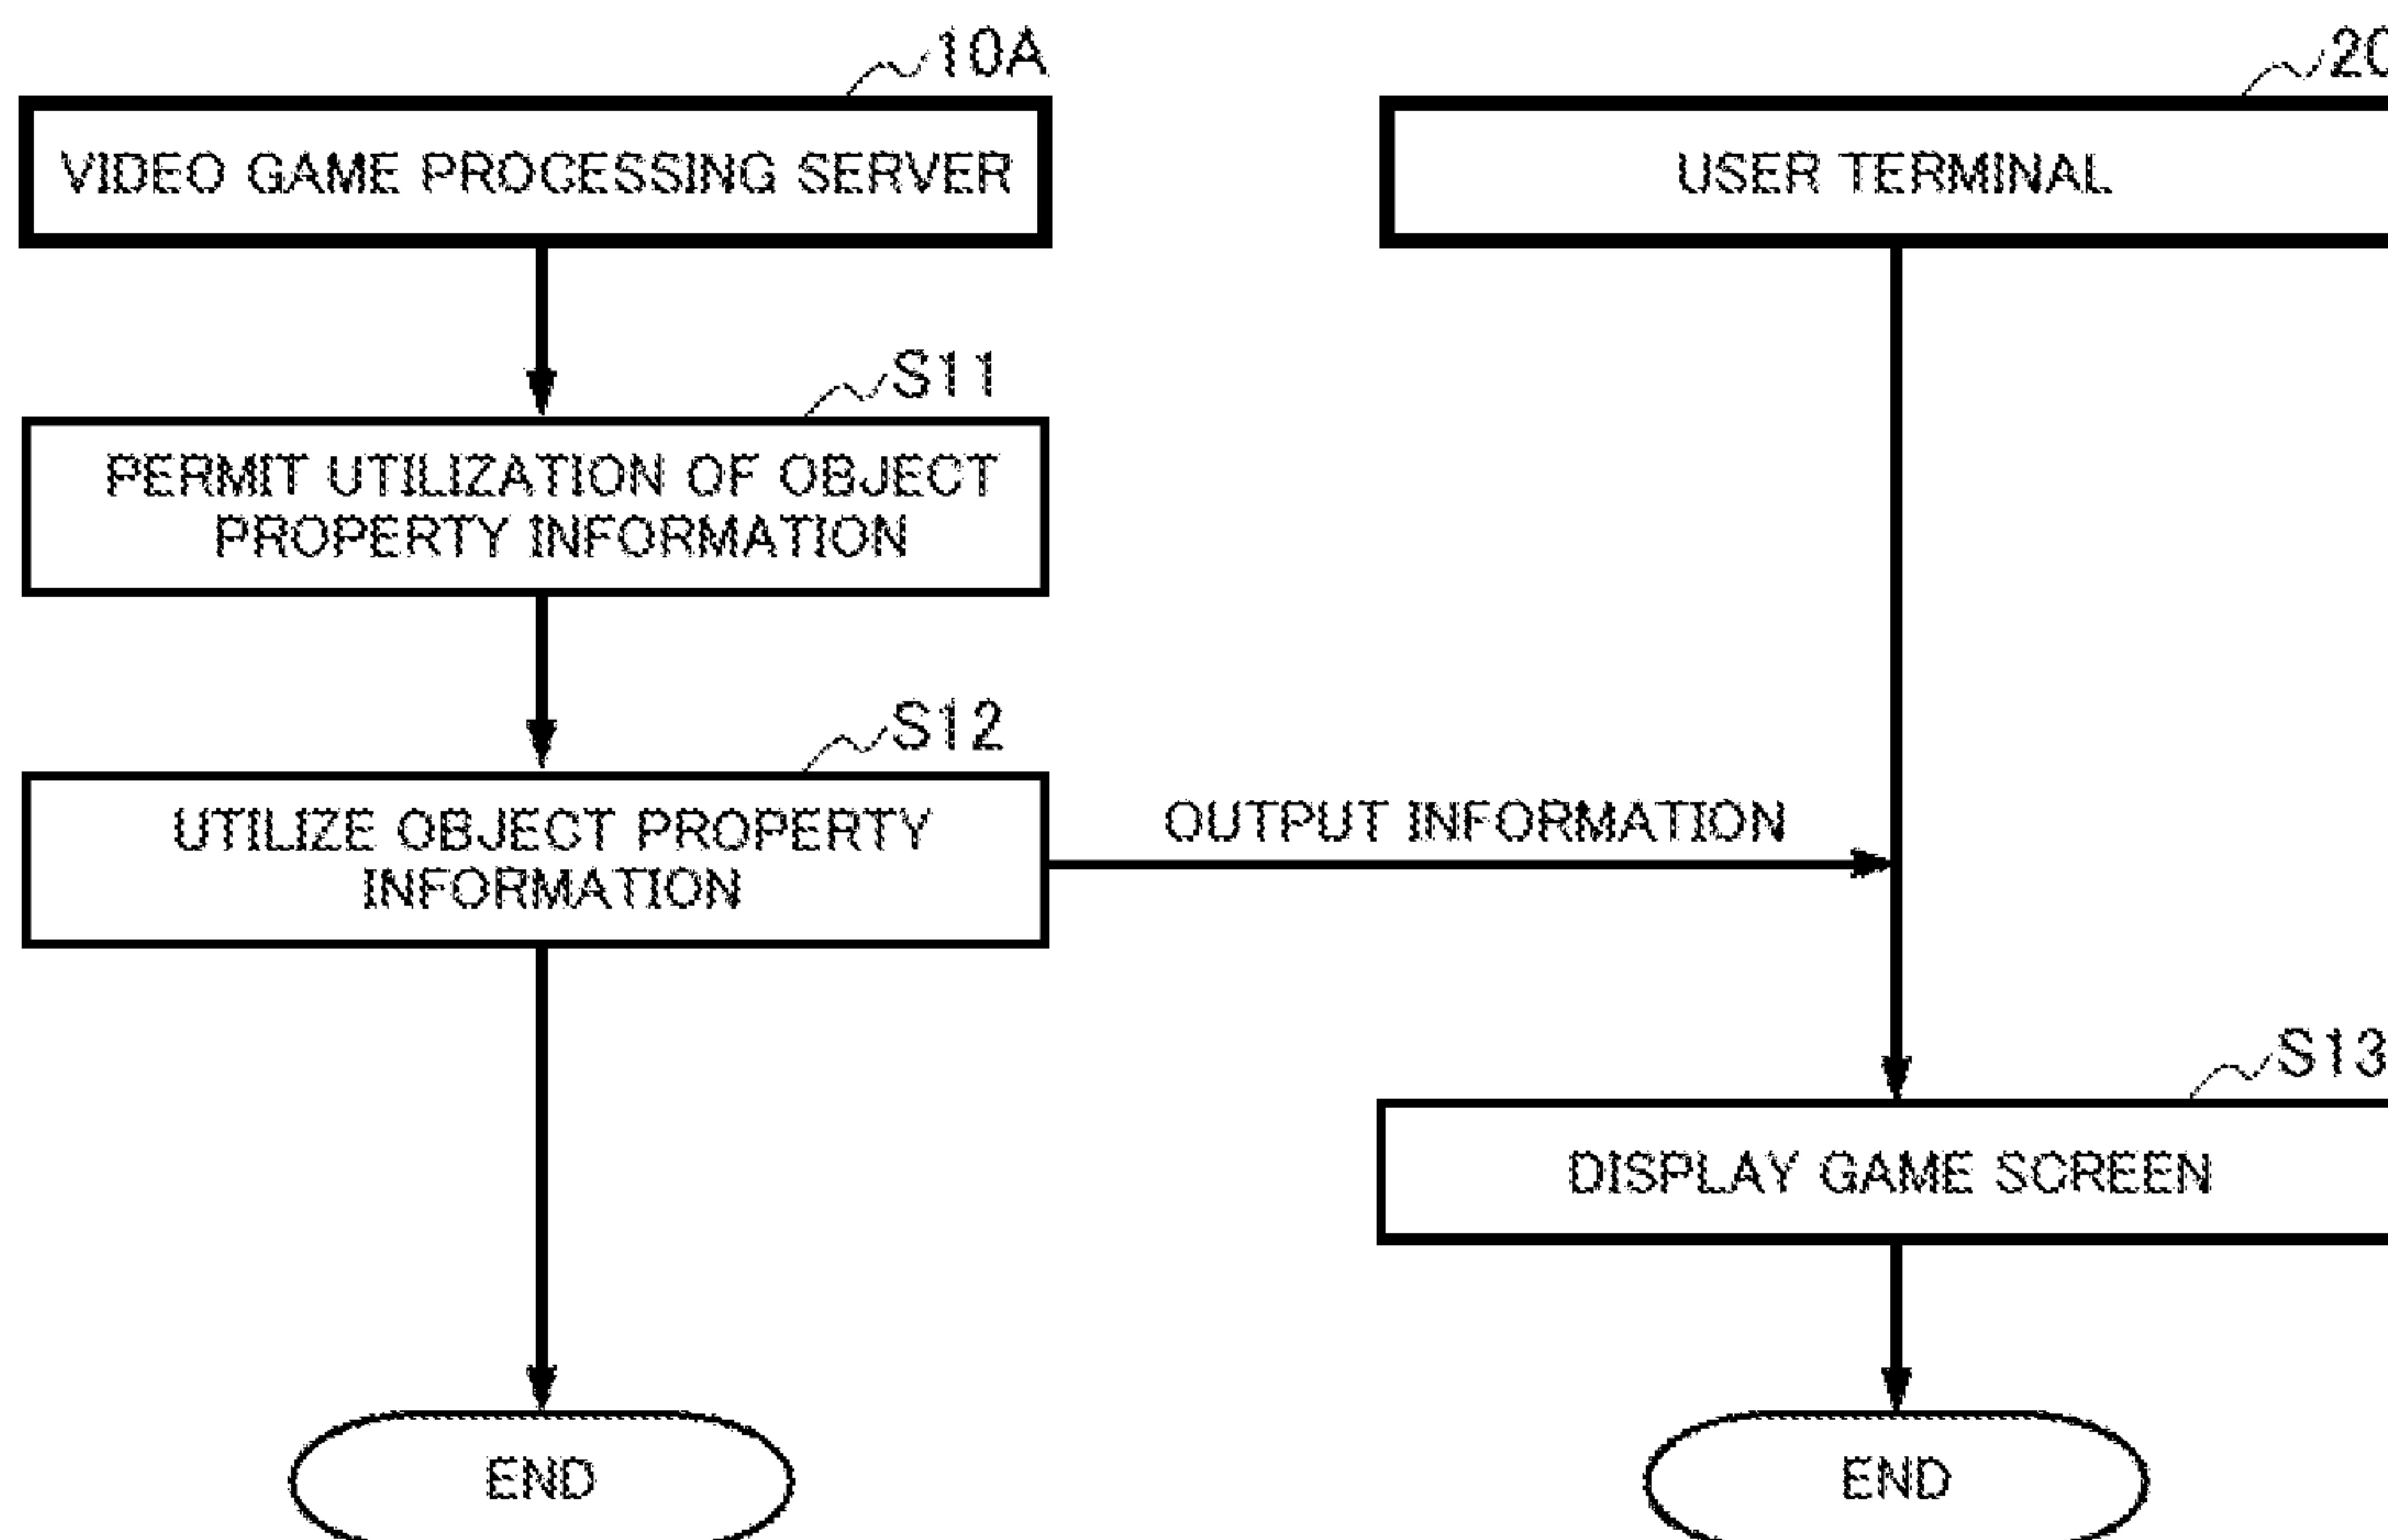 10A
VIDEO GAME PROCESSING SERVER
S11
PERMIT UTILIZATION OF OBJECT
PROPERTY INFORMATION
S12
UTILIZE OBJECT PROPERTY
INFORMATION
END
OUTPUT INFORMATION
20
USER TERMINAL
S13
DISPLAY GAME SCREEN
END